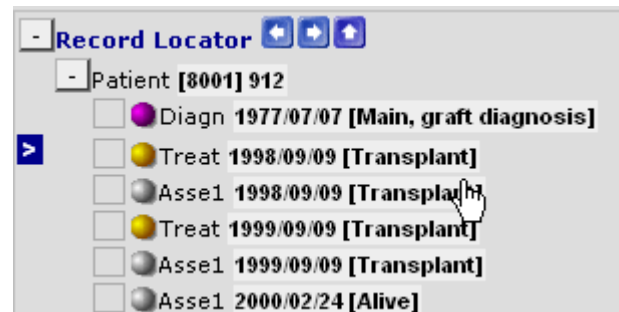 - Record Locator
- Patient [8001] 912
Diagn 1977/07/07 [Main, graft diagnosis]
> Treat 1998/09/09 [Transplant]
Asse1 1998/09/09 [Transplant]
Treat 1999/09/09 [Transplant]
Asse1 1999/09/09 [Transplant]
Asse1 2000/02/24 [Alive]